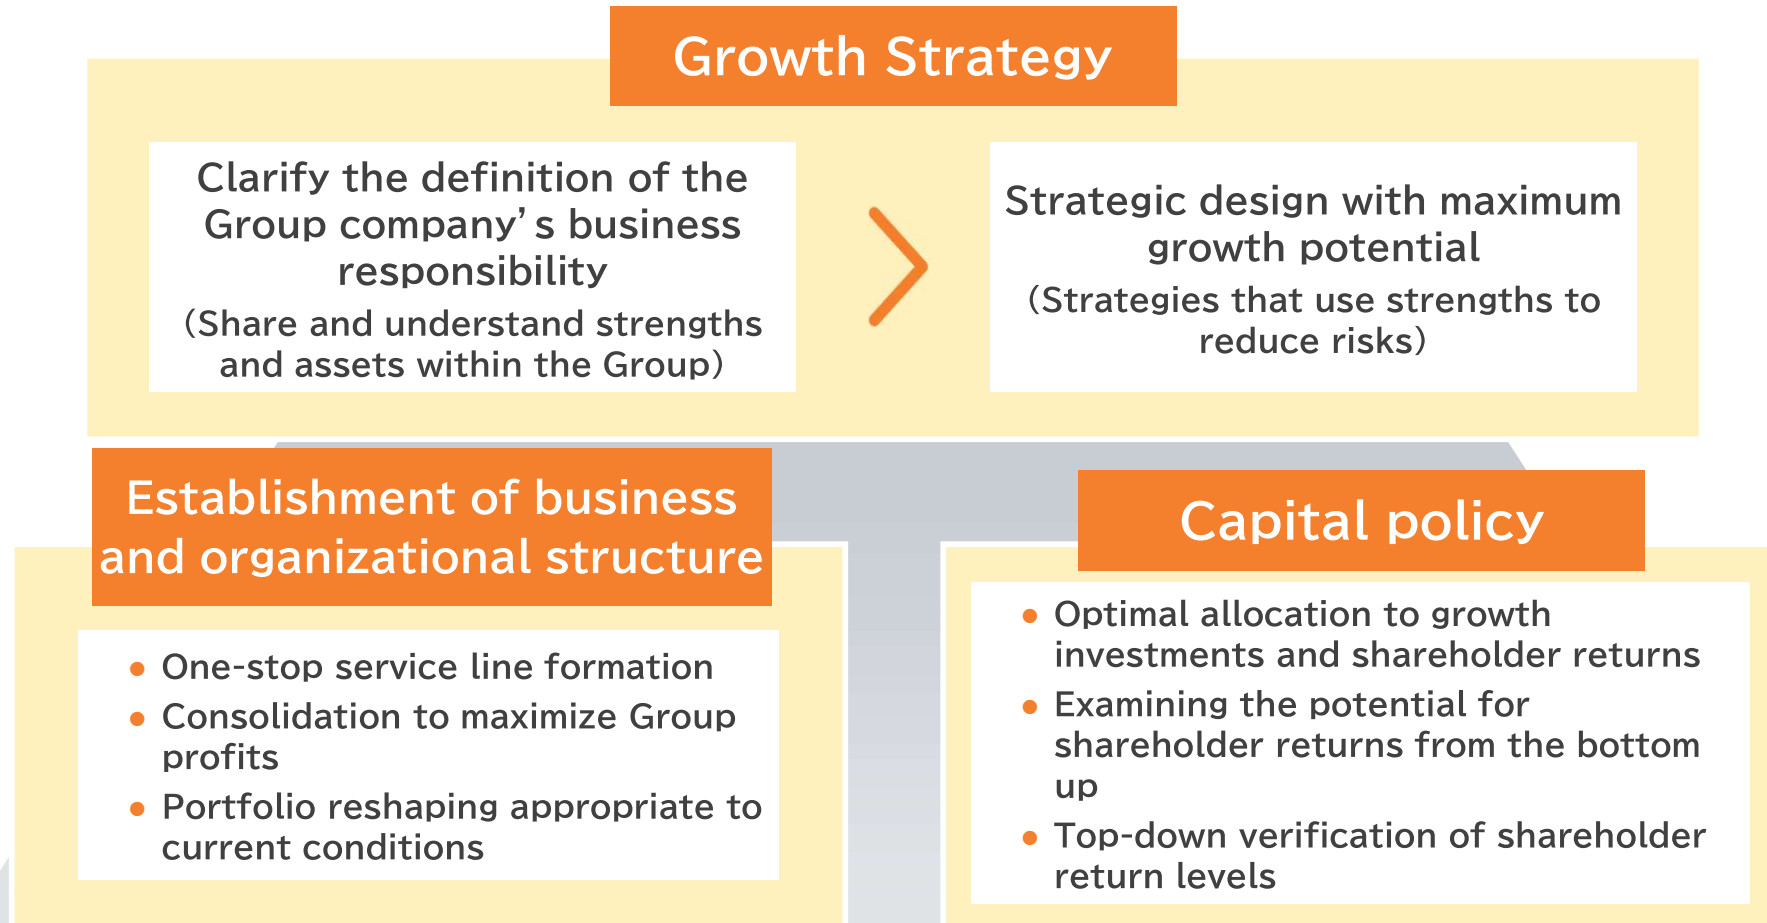 Growth Strategy
Clarify the definition of the
Group company’s business
responsibility
（Share and understand strengths
and assets within the Group）
Strategic design with maximum
growth potential
（Strategies that use strengths to
reduce risks）
Establishment of business
and organizational structure
● One-stop service line formation
● Consolidation to maximize Group
profits
● Portfolio reshaping appropriate to
current conditions
Capital policy
● Optimal allocation to growth
investments and shareholder returns
● Examining the potential for
shareholder returns from the bottom
up
● Top-down verification of shareholder
return levels